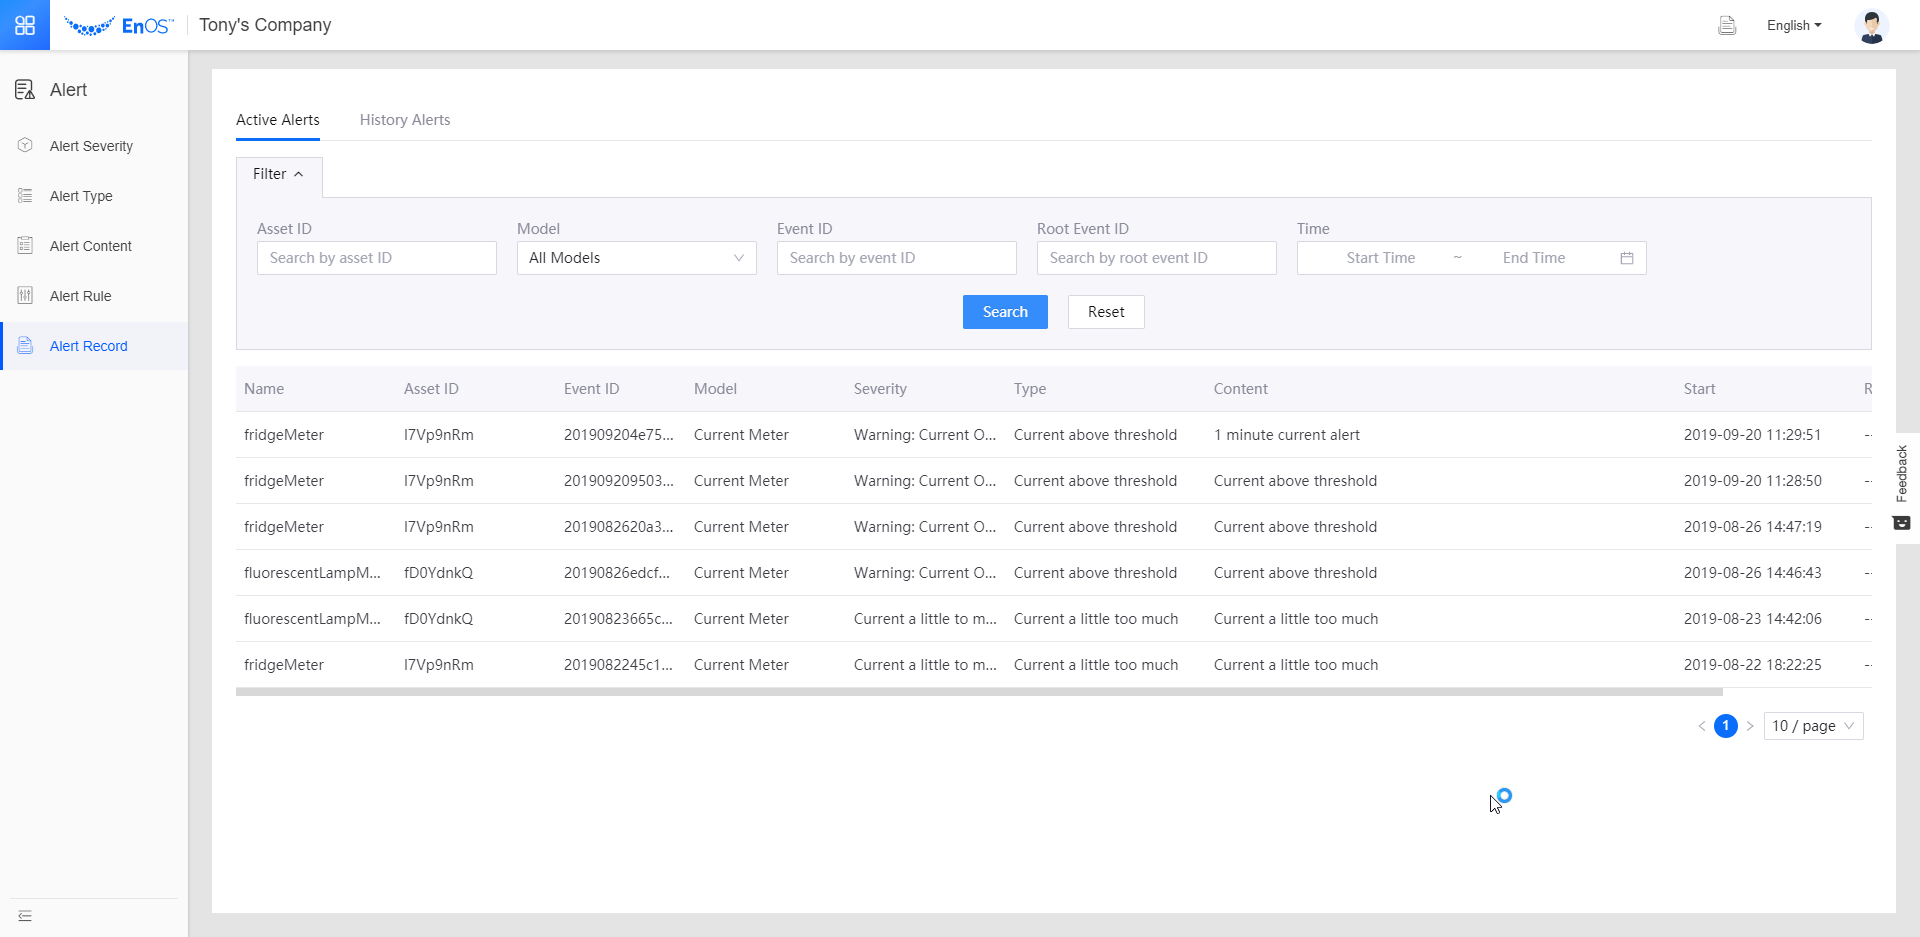 EnOS™ Tony's Company English
Alert
Alert Severity
Alert Type
Alert Content
Alert Rule
Alert Record
Active Alerts History Alerts
Filter
Asset ID Model Event ID Root Event ID Time
Search by asset ID All Models Search by event ID Search by root event ID Start Time ~ End Time
Search Reset
Name Asset ID Event ID Model Severity Type Content Start R
fridgeMeter I7Vp9nRm 201909204e75... Current Meter Warning: Current O... Current above threshold 1 minute current alert 2019-09-20 11:29:51 --
fridgeMeter I7Vp9nRm 201909209503... Current Meter Warning: Current O... Current above threshold Current above threshold 2019-09-20 11:28:50 --
fridgeMeter I7Vp9nRm 2019082620a3... Current Meter Warning: Current O... Current above threshold Current above threshold 2019-08-26 14:47:19 --
fluorescentLampM... fD0YdnkQ 20190826edcf... Current Meter Warning: Current O... Current above threshold Current above threshold 2019-08-26 14:46:43 --
fluorescentLampM... fD0YdnkQ 20190823665c... Current Meter Current a little to m... Current a little too much Current a little too much 2019-08-23 14:42:06 --
fridgeMeter I7Vp9nRm 2019082245c1... Current Meter Current a little to m... Current a little too much Current a little too much 2019-08-22 18:22:25 --
< 1 > 10 / page
Feedback